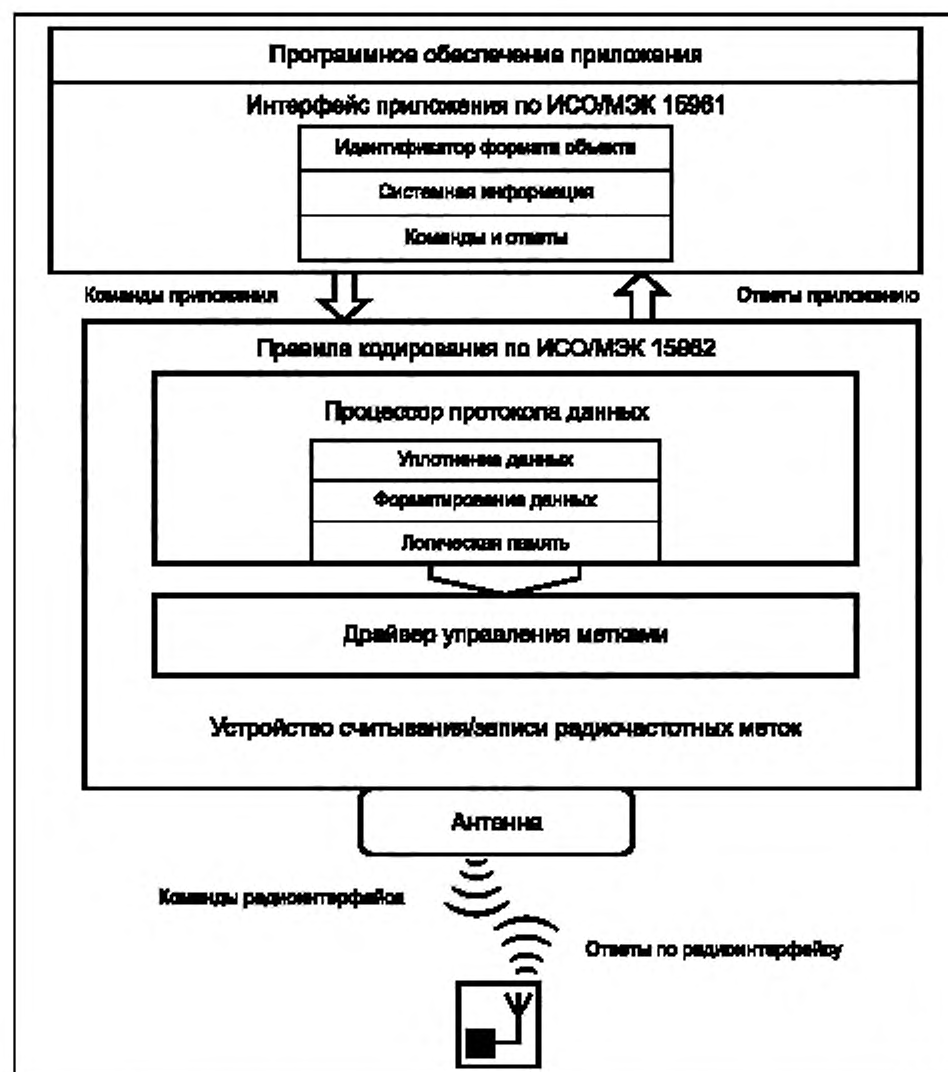 Программное обеспечение приложения
Интерфейс приложения по ИСО/МЭК 15961
Идентификатор формата объекта
Системная информация
Команды и ответы
Команды приложения
Ответы приложению
Правила кодирования по ИСО/МЭК 15962
Процессор протокола данных
Уплотнение данных
Форматирование данных
Логическая память
Драйвер управления метками
Устройство считывания/записи радиочастотных меток
Антенна
Команды радиоинтерфейса
Ответы по радиоинтерфейсу